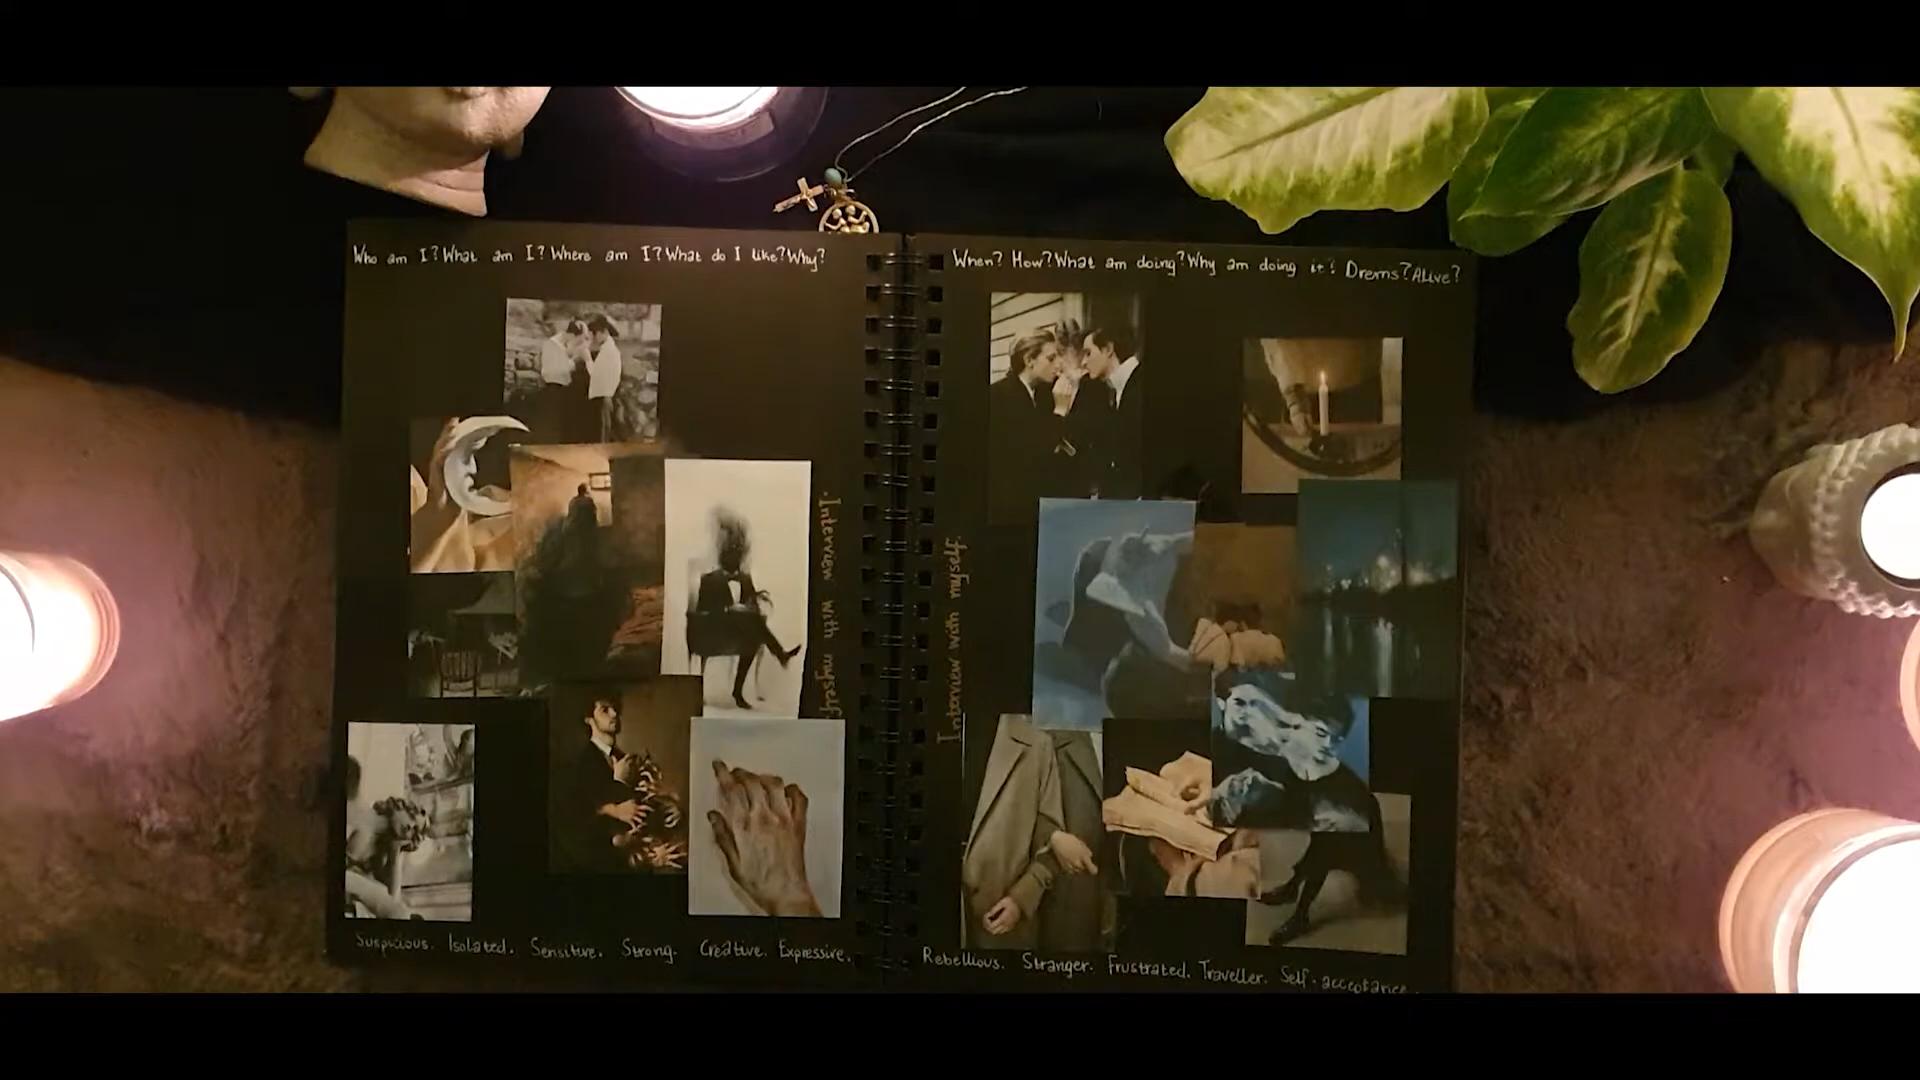 Who am I? What am I? Where am I? What do I like? Why?
.Interview with myself.
Suspicious. Isolated. Sensitive. Strong. Creative. Expressive.
When? How? What am doing? Why am doing it? Drems? Alive?
Interview with myself.
Rebellious. Stranger. Frustrated. Traveller. Self-acceptance.